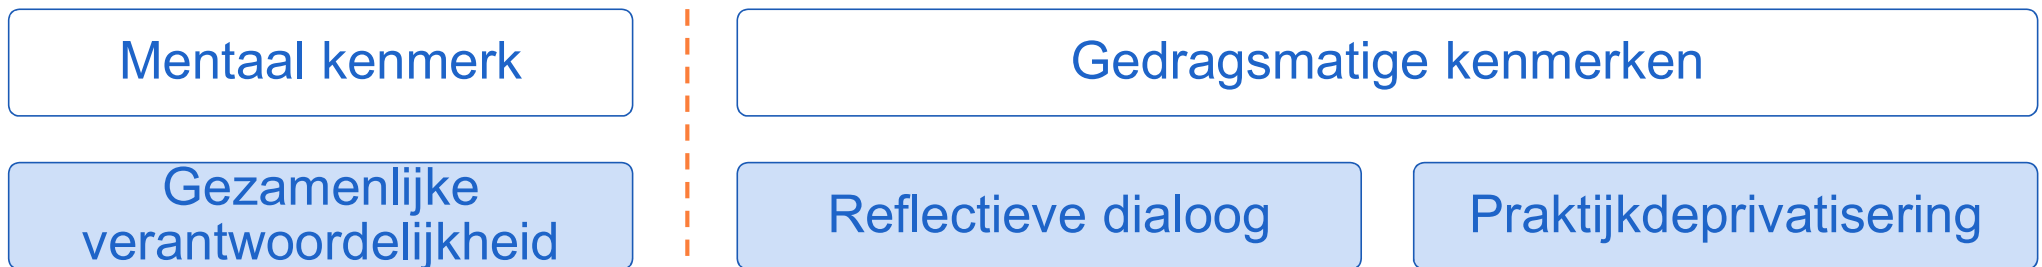 Mentaal kenmerk
Gedragsmatige kenmerken
Gezamenlijke
verantwoordelijkheid
Reflectieve dialoog
Praktijkdeprivatisering